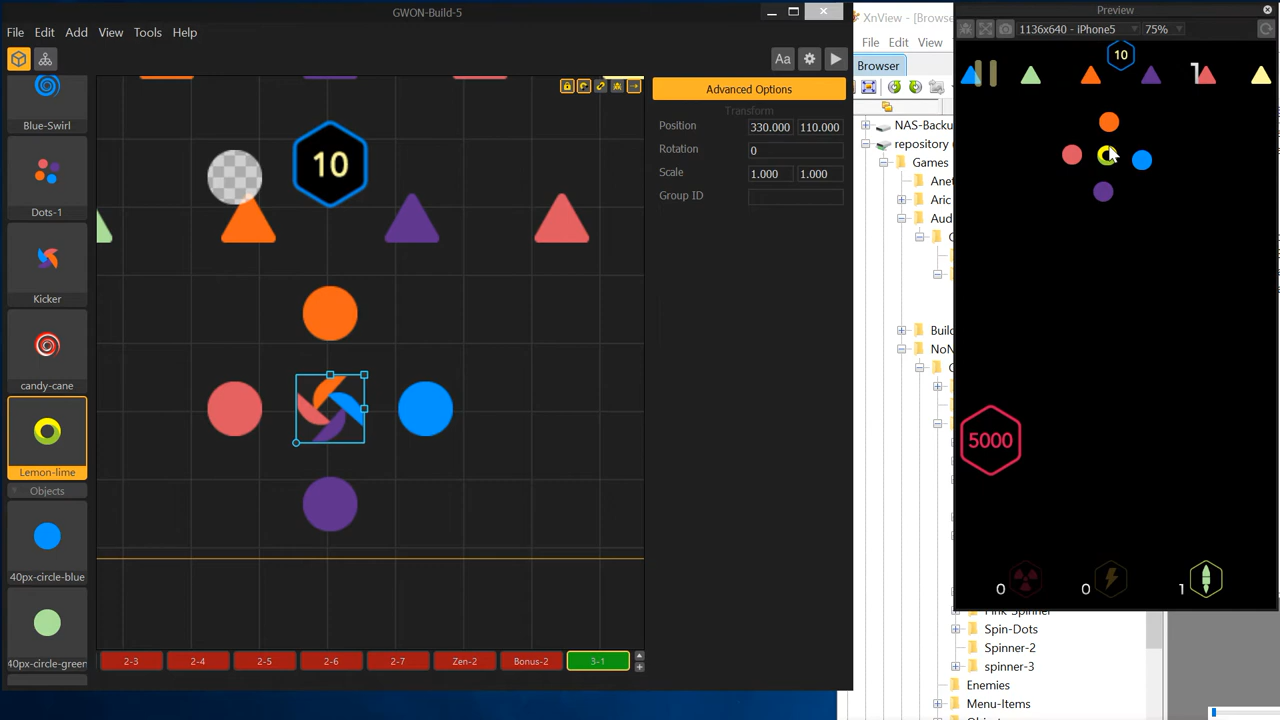 GWON-Build-5
File Edit Add View Tools Help
Aa
Blue-Swirl
Dots-1
Kicker
candy-cane
Lemon-lime
Objects
40px-circle-blue
40px-circle-green
10
2-3 2-4 2-5 2-6 2-7 Zen-2 Bonus-2 3-1
Advanced Options
Transform
Position 330.000 110.000
Rotation 0
Scale 1.000 1.000
Group ID
XnView - [Brows
File Edit View
Browser
NAS-Backu
repository (
Games
Anet
Aric
Aud
Build
NoN
Pink-Spinner
Spin-Dots
Spinner-2
spinner-3
Enemies
Menu-Items
Preview
1136x640 - iPhone5 75%
10
1
5000
0 0 1